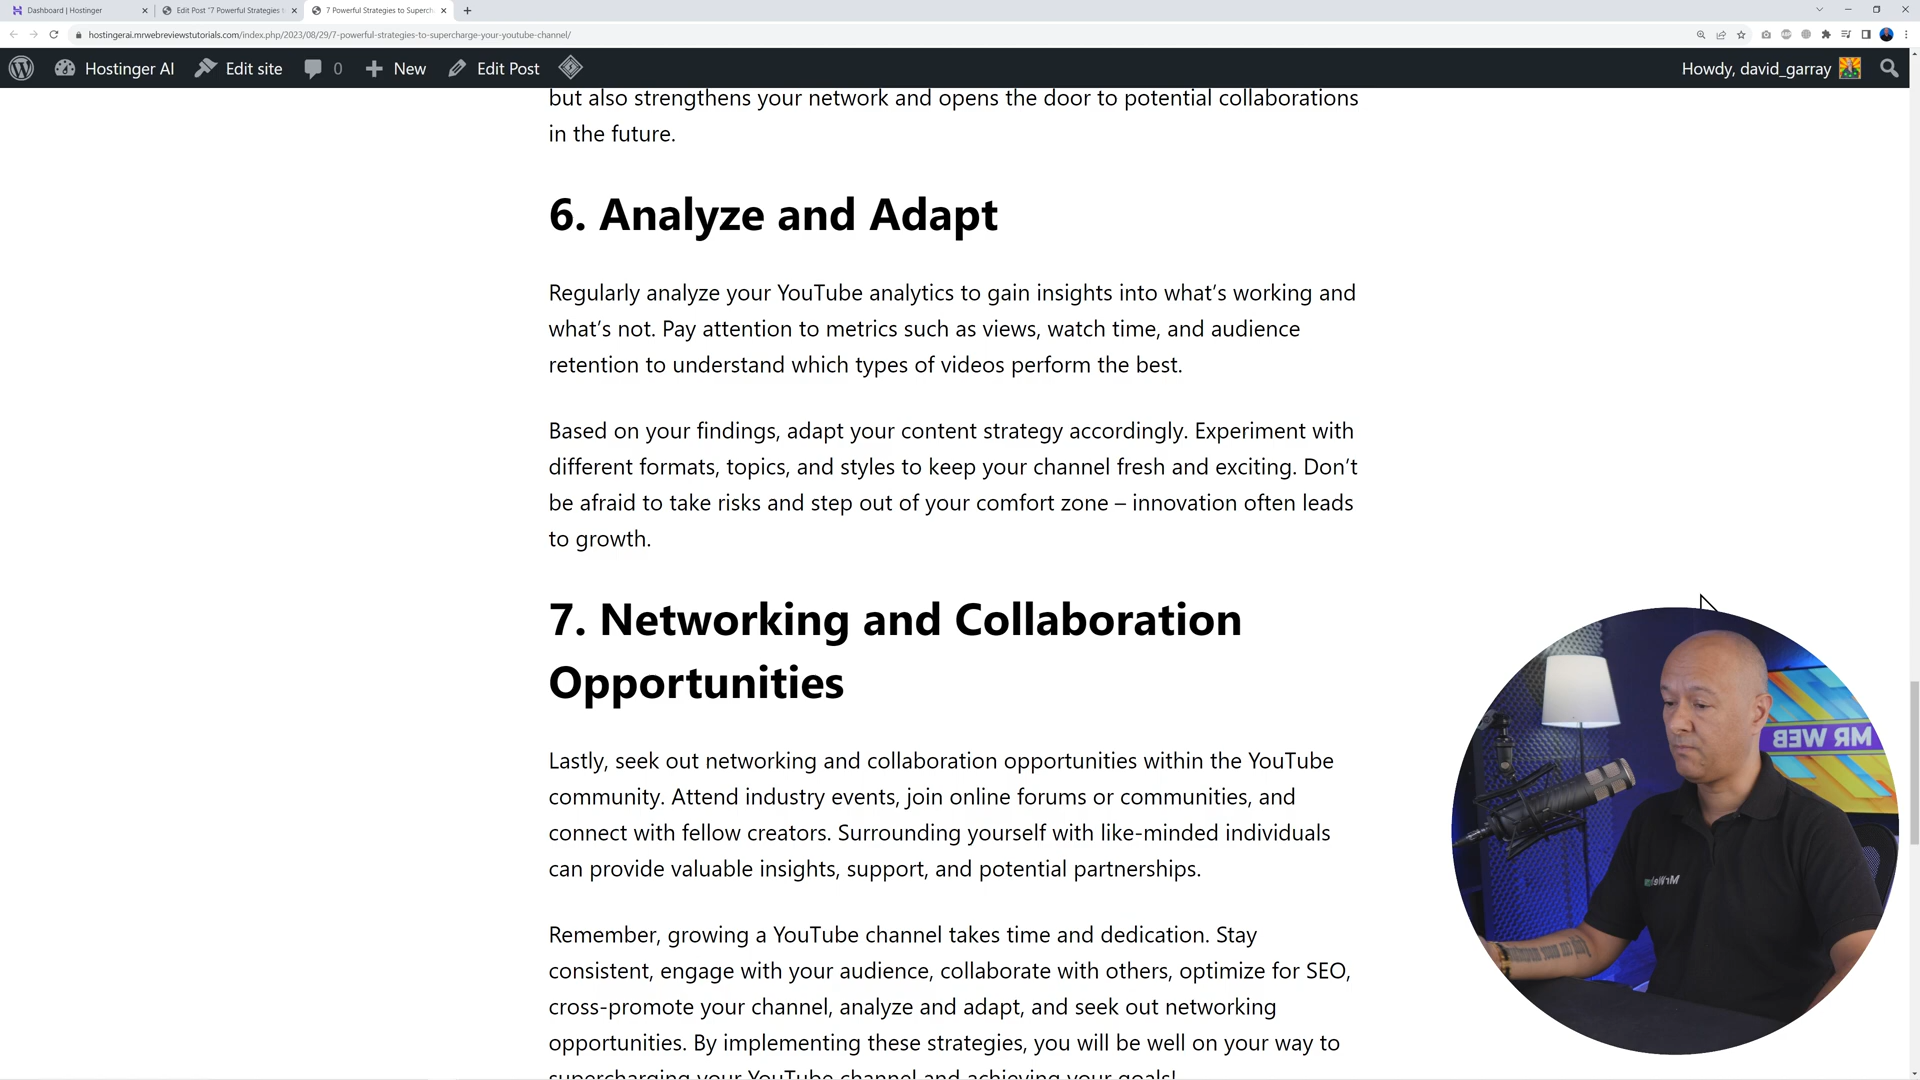 Dashboard | Hostinger
Edit Post "7 Powerful Strategies t
7 Powerful Strategies to Superch
hostingerai.mrwebreviewstutorials.com/index.php/2023/08/29/7-powerful-strategies-to-supercharge-your-youtube-channel/
Hostinger AI
Edit site
0
New
Edit Post
Howdy, david_garray
but also strengthens your network and opens the door to potential collaborations
in the future.
6. Analyze and Adapt
Regularly analyze your YouTube analytics to gain insights into what’s working and
what’s not. Pay attention to metrics such as views, watch time, and audience
retention to understand which types of videos perform the best.
Based on your findings, adapt your content strategy accordingly. Experiment with
different formats, topics, and styles to keep your channel fresh and exciting. Don’t
be afraid to take risks and step out of your comfort zone – innovation often leads
to growth.
7. Networking and Collaboration
Opportunities
Lastly, seek out networking and collaboration opportunities within the YouTube
community. Attend industry events, join online forums or communities, and
connect with fellow creators. Surrounding yourself with like-minded individuals
can provide valuable insights, support, and potential partnerships.
Remember, growing a YouTube channel takes time and dedication. Stay
consistent, engage with your audience, collaborate with others, optimize for SEO,
cross-promote your channel, analyze and adapt, and seek out networking
opportunities. By implementing these strategies, you will be well on your way to
supercharging your YouTube channel and achieving your goals!
MR WEB